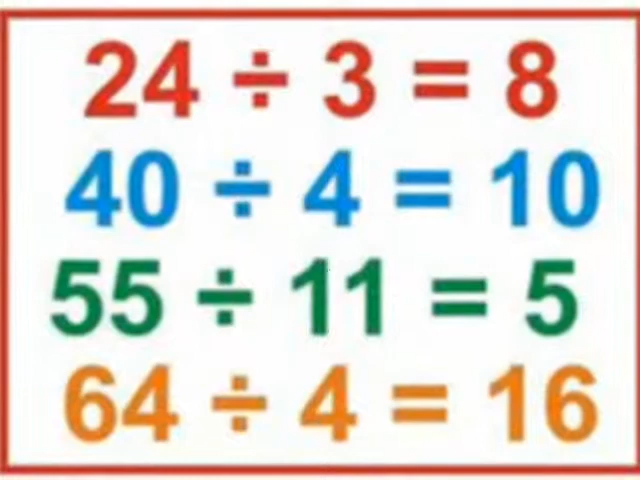 24 ÷ 3 = 8
40 ÷ 4 = 10
55 ÷ 11 = 5
64 ÷ 4 = 16